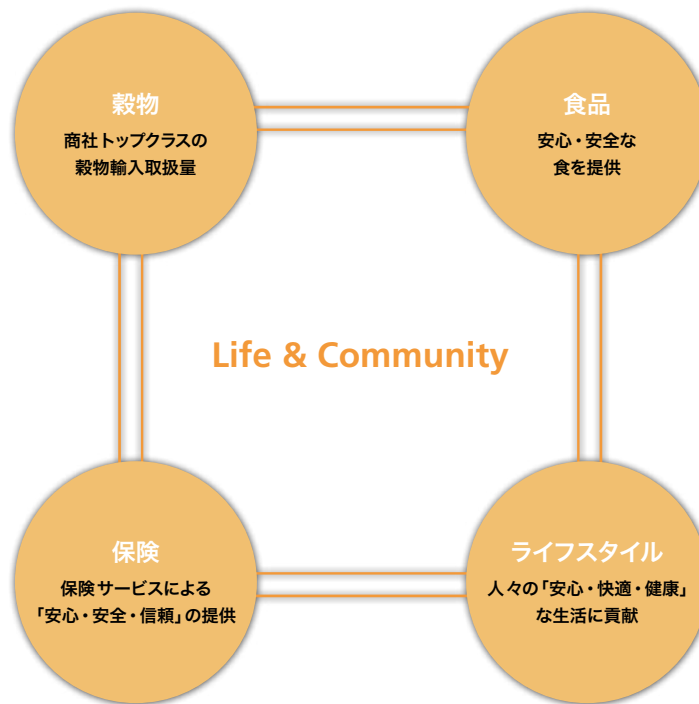 穀物
商社トップクラスの
穀物輸入取扱量
食品
安心・安全な
食を提供
Life & Community
保険
保険サービスによる
「安心・安全・信頼」の提供
ライフスタイル
人々の「安心・快適・健康」
な生活に貢献